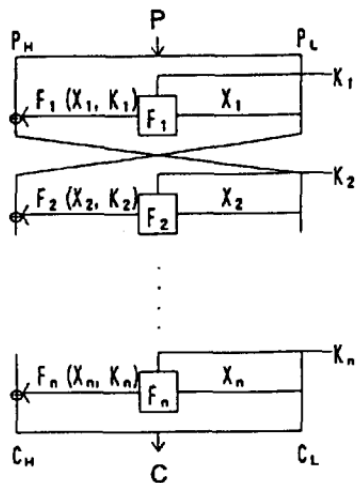 P
P_H P_L
K_1
F_1 (X_1, K_1) F_1 X_1
K_2
F_2 (X_2, K_2) F_2 X_2
K_n
F_n (X_n, K_n) F_n X_n
C_H C_L
C